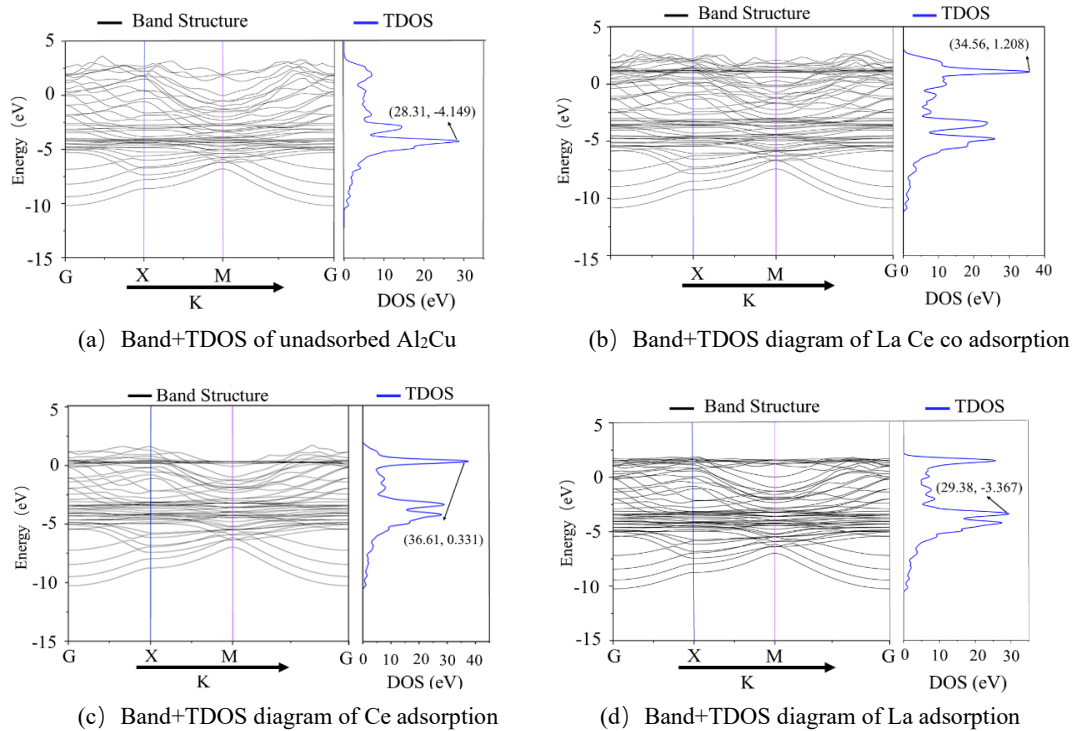 Band Structure TDOS
5
0
-5
-10
-15
Energy (eV)
(28.31, -4.149)
G X M G
K
0 10 20 30
DOS (eV)
(a) Band+TDOS of unadsorbed Al₂Cu
Band Structure TDOS
5
0
-5
-10
-15
Energy (eV)
(34.56, 1.208)
G X M G
K
0 10 20 30 40
DOS (eV)
(b) Band+TDOS diagram of La Ce co adsorption
Band Structure TDOS
5
0
-5
-10
-15
Energy (eV)
(36.61, 0.331)
G X M G
K
0 10 20 30 40
DOS (eV)
(c) Band+TDOS diagram of Ce adsorption
Band Structure TDOS
5
0
-5
-10
-15
Energy (eV)
(29.38, -3.367)
G X M G
K
0 10 20 30
DOS (eV)
(d) Band+TDOS diagram of La adsorption